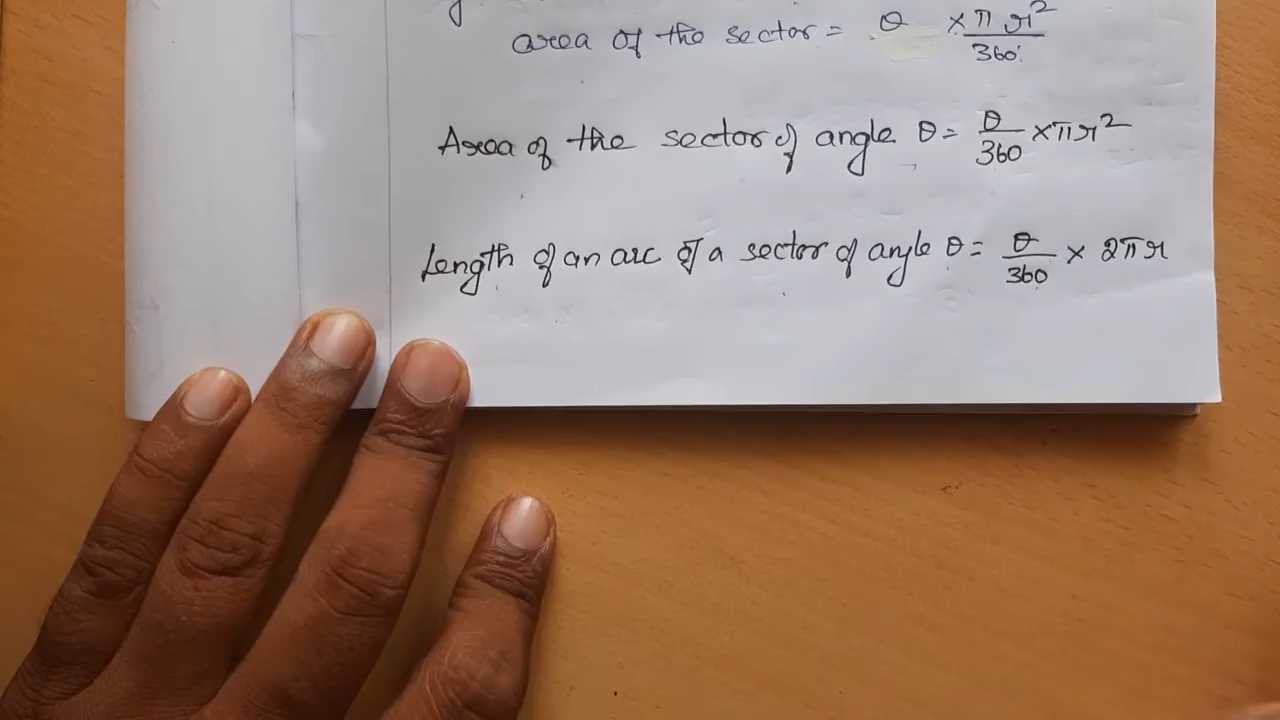 area of the sector = θ × πr²/360
Area of the sector of angle θ = θ/360 × πr²
Length of an arc of a sector of angle θ = θ/360 × 2πr